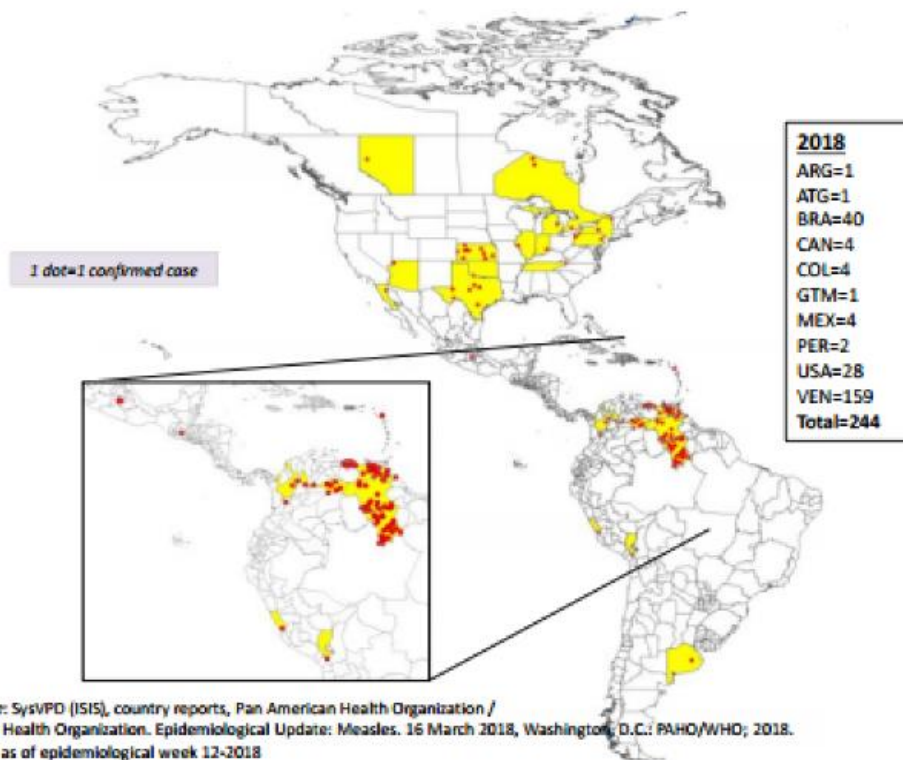 2018
ARG=1
ATG=1
BRA=40
CAN=4
COL=4
GTM=1
MEX=4
PER=2
USA=28
VEN=159
Total=244
1 dot=1 confirmed case
: SysVPD (ISIS), country reports, Pan American Health Organization /
Health Organization. Epidemiological Update: Measles. 16 March 2018, Washington, D.C.: PAHO/WHO; 2018.
as of epidemiological week 12-2018